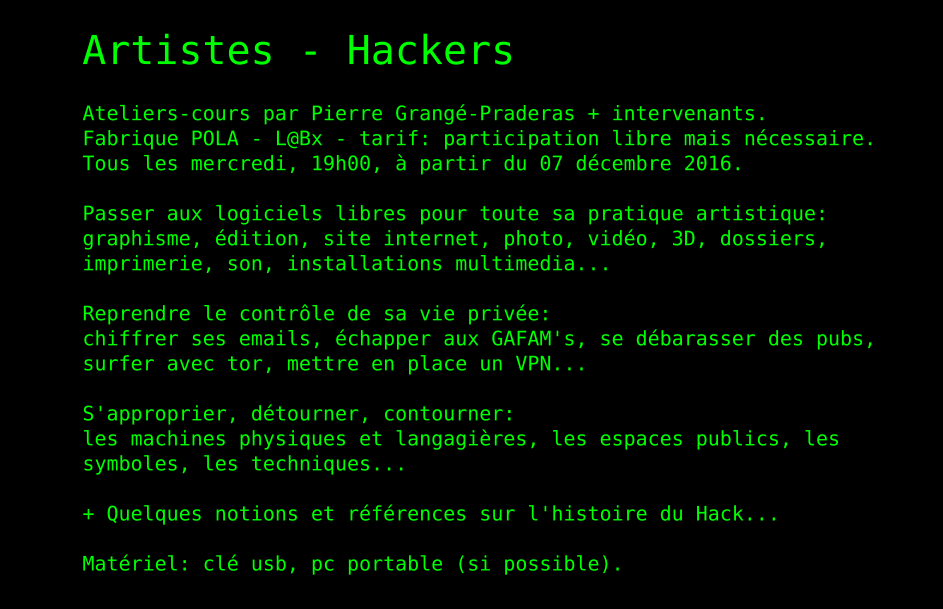 Artistes - Hackers
Ateliers-cours par Pierre Grangé-Praderas + intervenants.
Fabrique POLA - L@Bx - tarif: participation libre mais nécessaire.
Tous les mercredi, 19h00, à partir du 07 décembre 2016.
Passer aux logiciels libres pour toute sa pratique artistique:
graphisme, édition, site internet, photo, vidéo, 3D, dossiers,
imprimerie, son, installations multimedia...
Reprendre le contrôle de sa vie privée:
chiffrer ses emails, échapper aux GAFAM's, se débarasser des pubs,
surfer avec tor, mettre en place un VPN...
S'approprier, détourner, contourner:
les machines physiques et langagières, les espaces publics, les
symboles, les techniques...
+ Quelques notions et références sur l'histoire du Hack...
Matériel: clé usb, pc portable (si possible).